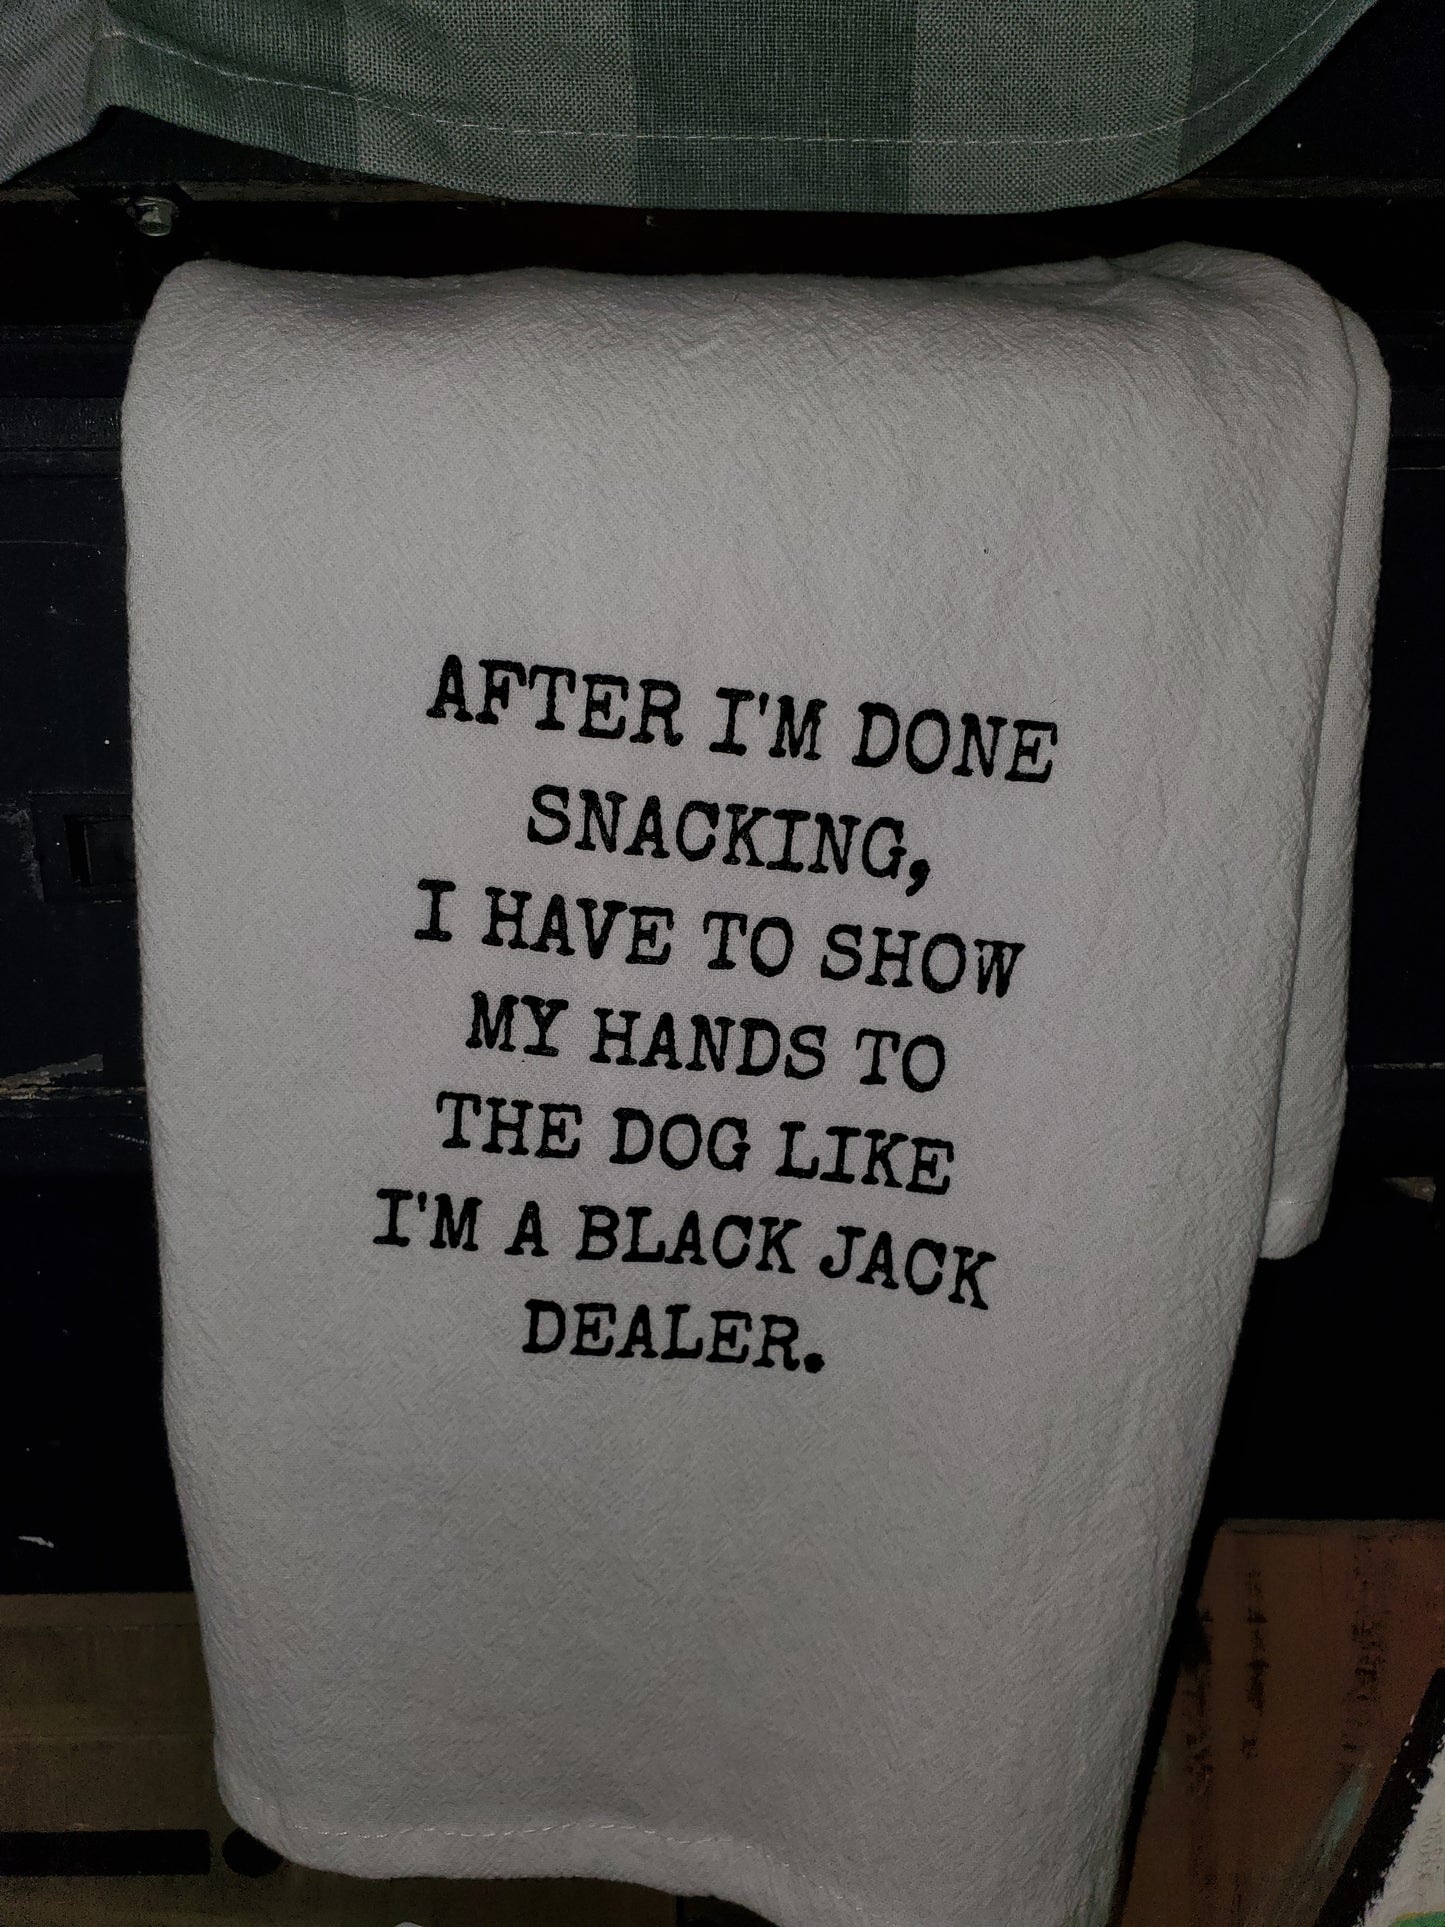 AFTER I'M DONE
SNACKING,
I HAVE TO SHOW
MY HANDS TO
THE DOG LIKE
I'M A BLACK JACK
DEALER.